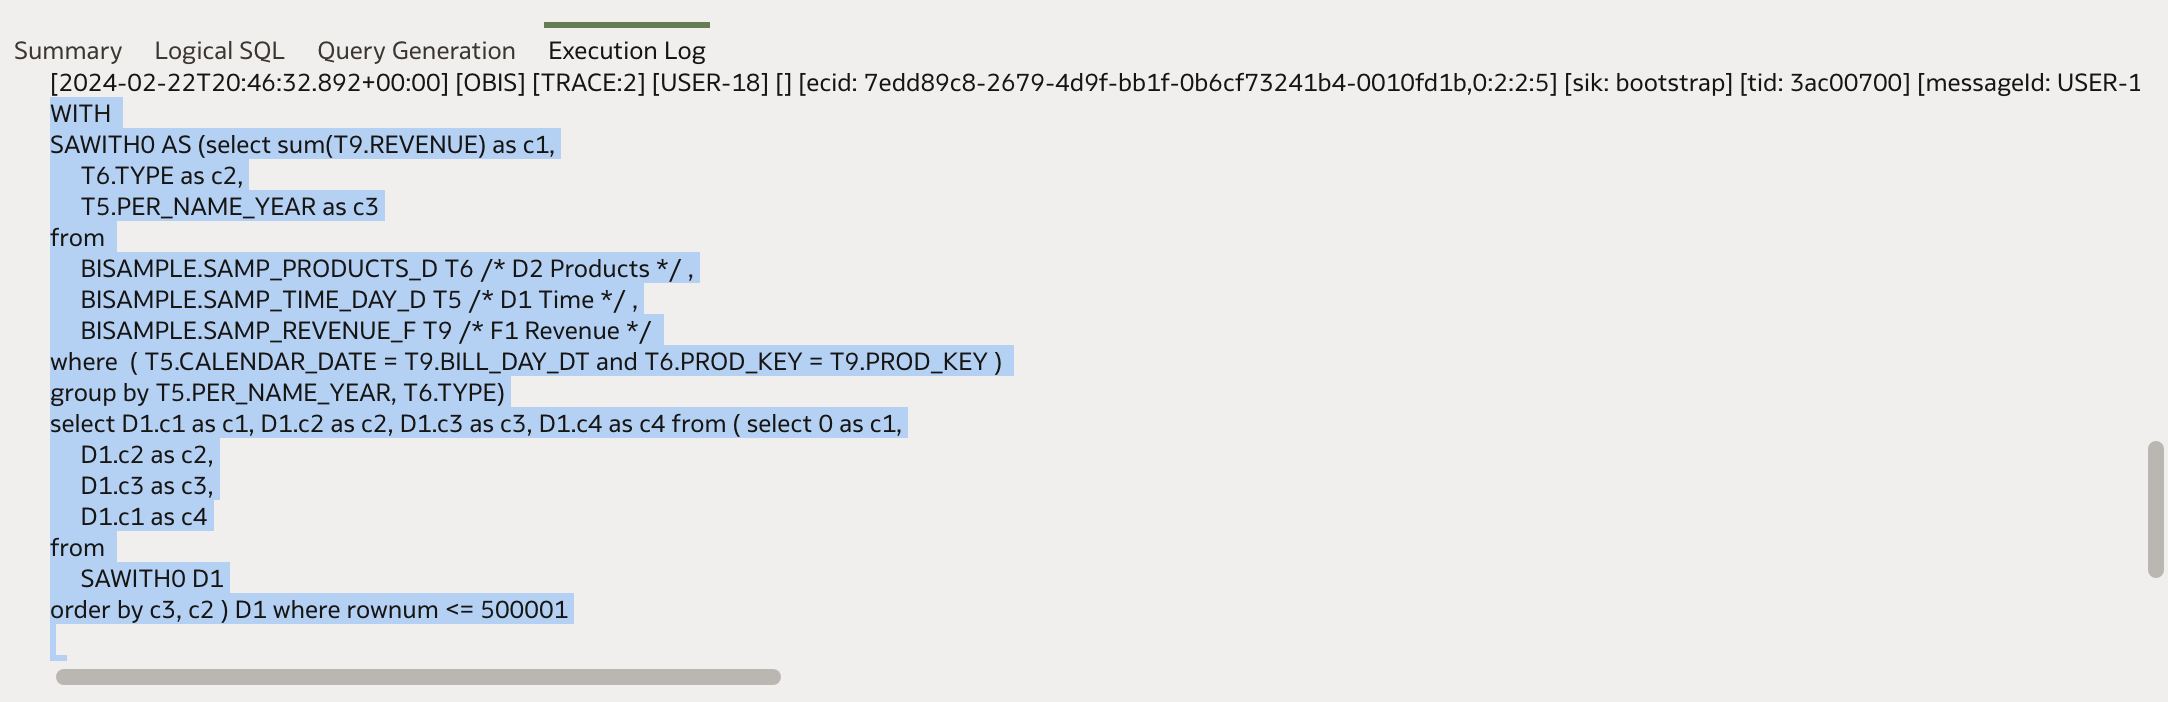 Summary Logical SQL Query Generation Execution Log
[2024-02-22T20:46:32.892+00:00] [OBIS] [TRACE:2] [USER-18] [] [ecid: 7edd89c8-2679-4d9f-bb1f-0b6cf73241b4-0010fd1b,0:2:2:5] [sik: bootstrap] [tid: 3ac00700] [messageId: USER-1
WITH
SAWITH0 AS (select sum(T9.REVENUE) as c1,
T6.TYPE as c2,
T5.PER_NAME_YEAR as c3
from
BISAMPLE.SAMP_PRODUCTS_D T6 /* D2 Products */ ,
BISAMPLE.SAMP_TIME_DAY_D T5 /* D1 Time */ ,
BISAMPLE.SAMP_REVENUE_F T9 /* F1 Revenue */
where ( T5.CALENDAR_DATE = T9.BILL_DAY_DT and T6.PROD_KEY = T9.PROD_KEY )
group by T5.PER_NAME_YEAR, T6.TYPE)
select D1.c1 as c1, D1.c2 as c2, D1.c3 as c3, D1.c4 as c4 from ( select 0 as c1,
D1.c2 as c2,
D1.c3 as c3,
D1.c1 as c4
from
SAWITH0 D1
order by c3, c2 ) D1 where rownum <= 500001